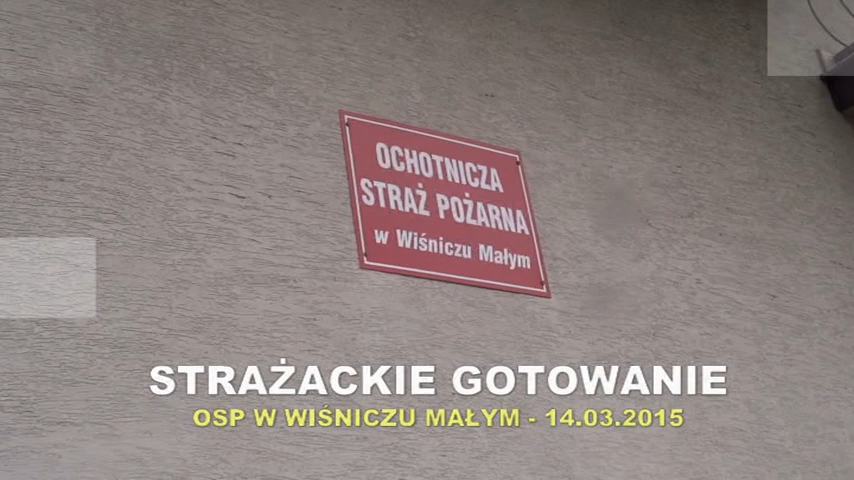 OCHOTNICZA
STRAŻ POŻARNA
w Wiśniczu Małym
STRAŻACKIE GOTOWANIE
OSP W WIŚNICZU MAŁYM - 14.03.2015